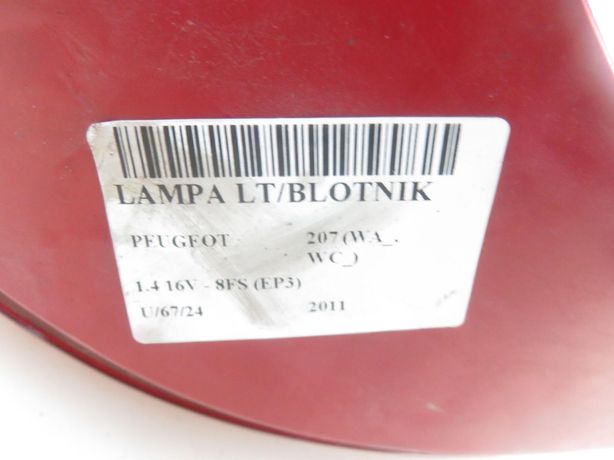 LAMPA LT/BLOTNIK
PEUGEOT 207 (WA_,
WC_)
1.4 16V - 8FS (EP3)
U/67/24 2011